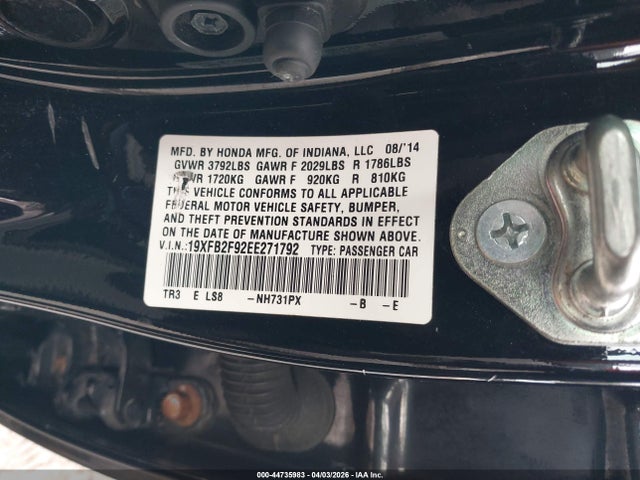 MFD. BY HONDA MFG. OF INDIANA, LLC 08/'14
GVWR 3792LBS GAWR F 2029LBS R 1786LBS
1720KG GAWR F 920KG R 810KG
THIS VEHICLE CONFORMS TO ALL APPLICABLE
FEDERAL MOTOR VEHICLE SAFETY, BUMPER,
AND THEFT PREVENTION STANDARDS IN EFFECT
ON THE DATE OF MANUFACTURE SHOWN ABOVE.
V.I.N.:19XFB2F92EE271792 TYPE: PASSENGER CAR
TR3 E LS8 -NH731PX -B -E
000-44735983 - 04/03/2026 - IAA, Inc.